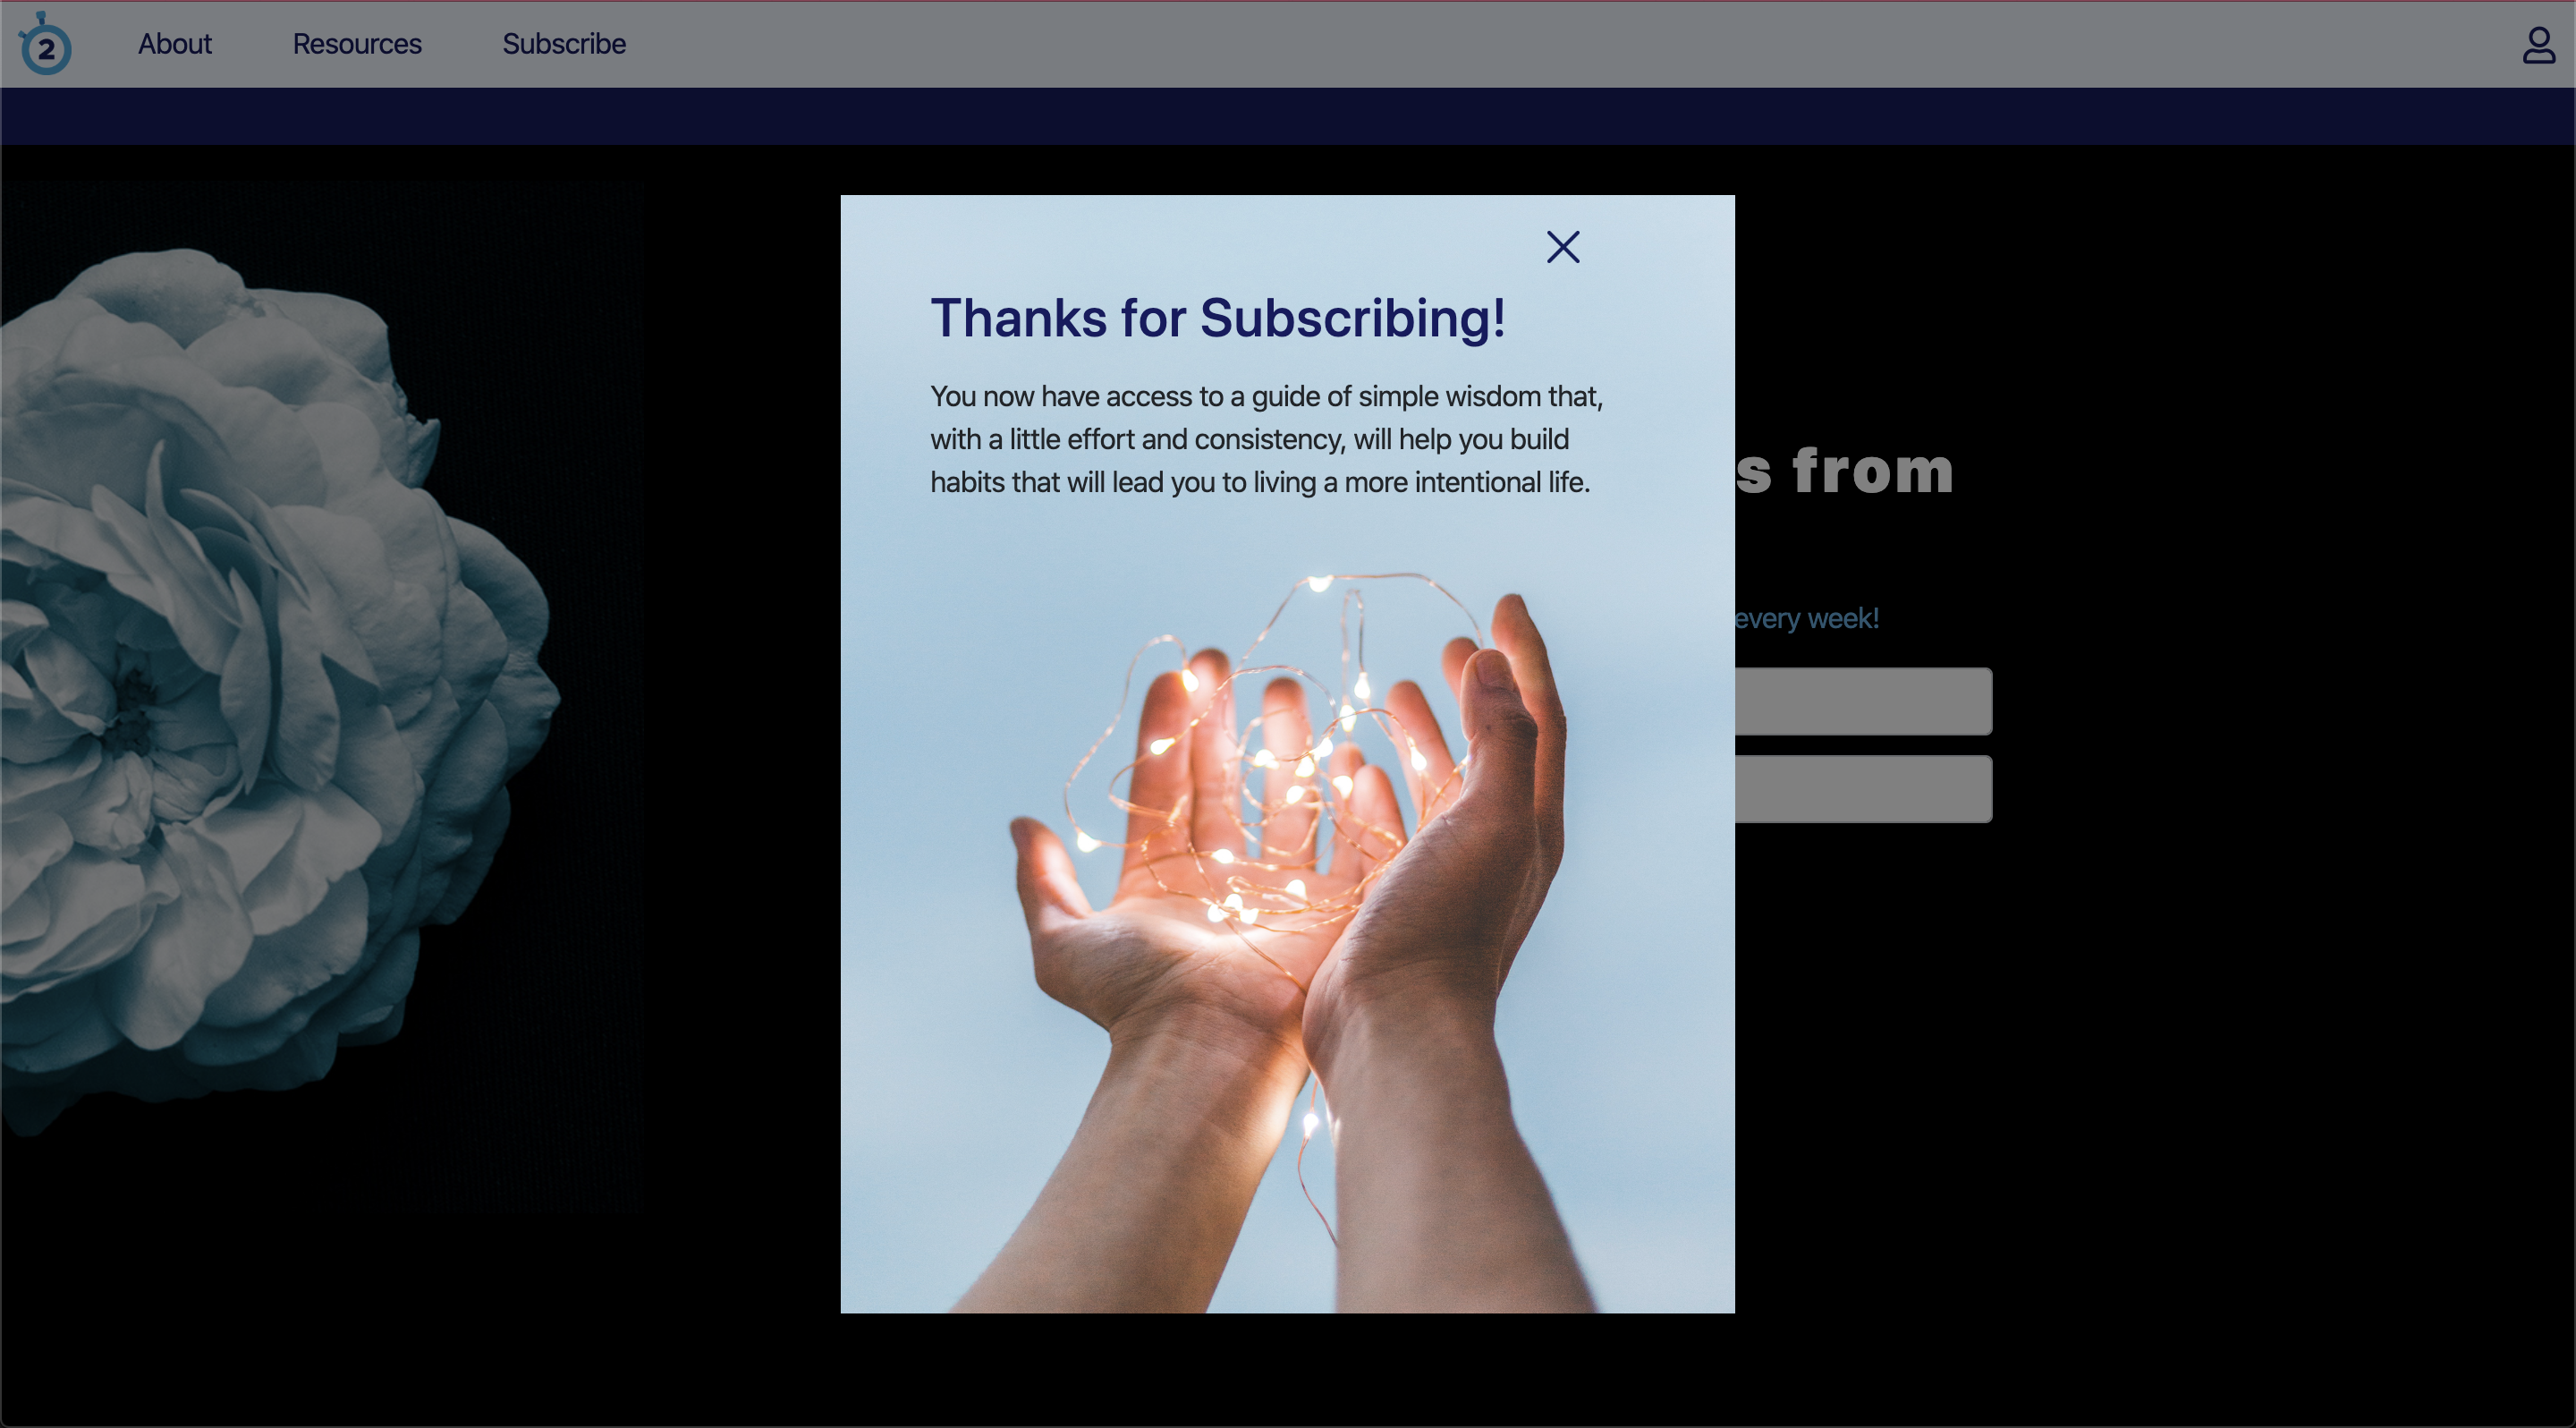 2
About
Resources
Subscribe
Thanks for Subscribing!
You now have access to a guide of simple wisdom that,
with a little effort and consistency, will help you build
habits that will lead you to living a more intentional life.
s from
every week!